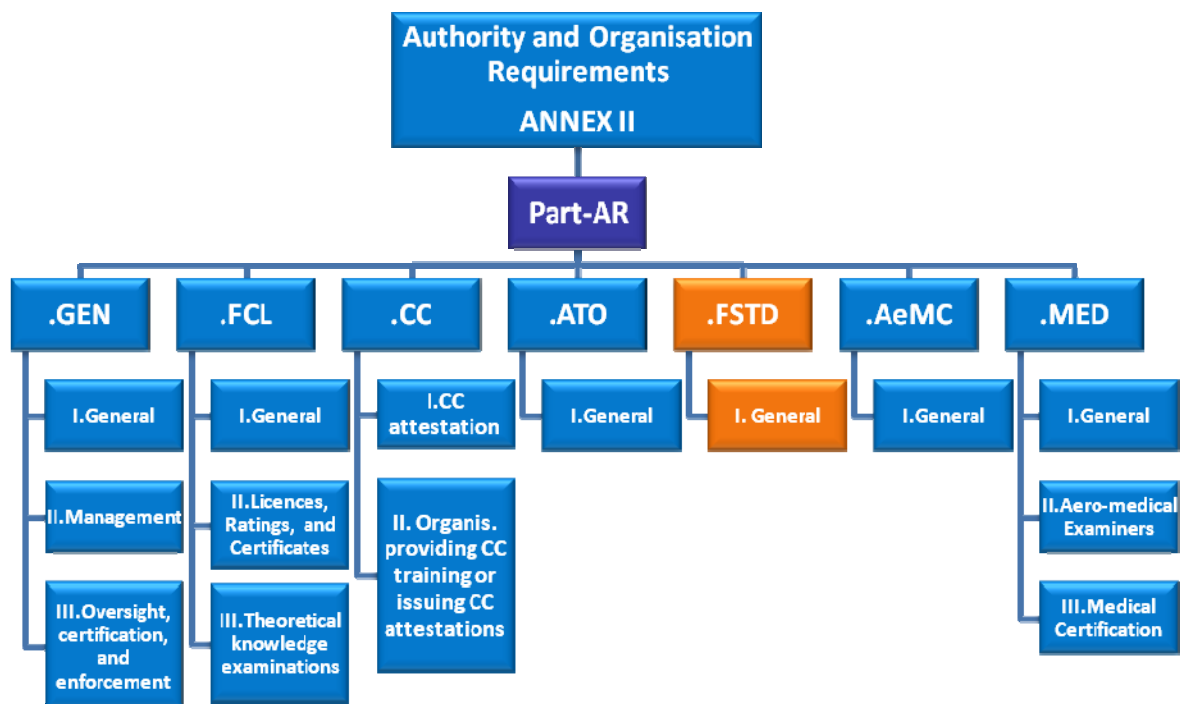 Authority and Organisation
Requirements
ANNEX II
Part-AR
.GEN
.FCL
.CC
.ATO
.FSTD
.AeMC
.MED
I.General
II.Management
III.Oversight,
certification,
and
enforcement
I.General
II.Licences,
Ratings, and
Certificates
III.Theoretical
knowledge
examinations
I.CC
attestation
II. Organis.
providing CC
training or
issuing CC
attestations
I.General
I. General
I.General
I.General
II.Aero-medical
Examiners
III.Medical
Certification